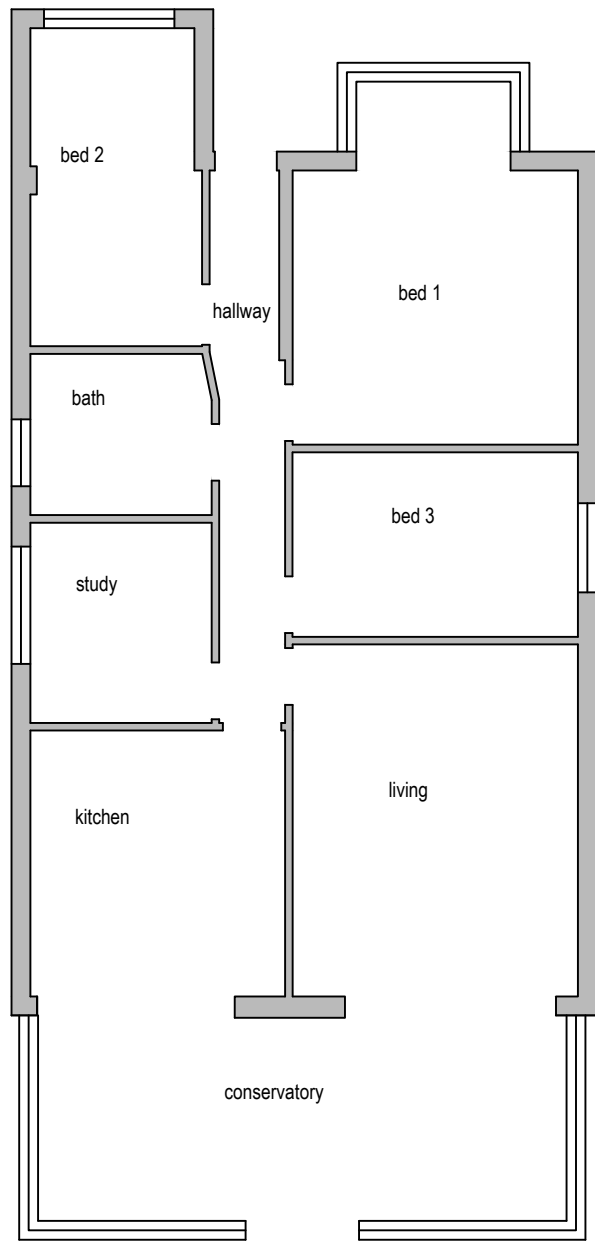 bed 2
bed 1
hallway
bath
bed 3
study
living
kitchen
conservatory